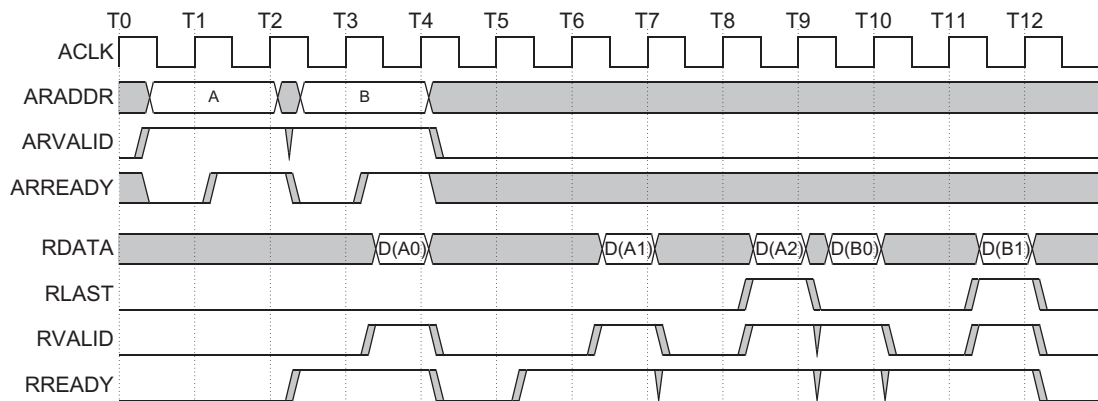 T0 T1 T2 T3 T4 T5 T6 T7 T8 T9 T10 T11 T12
ACLK
ARADDR A B
ARVALID
ARREADY
RDATA D(A0) D(A1) D(A2) D(B0) D(B1)
RLAST
RVALID
RREADY